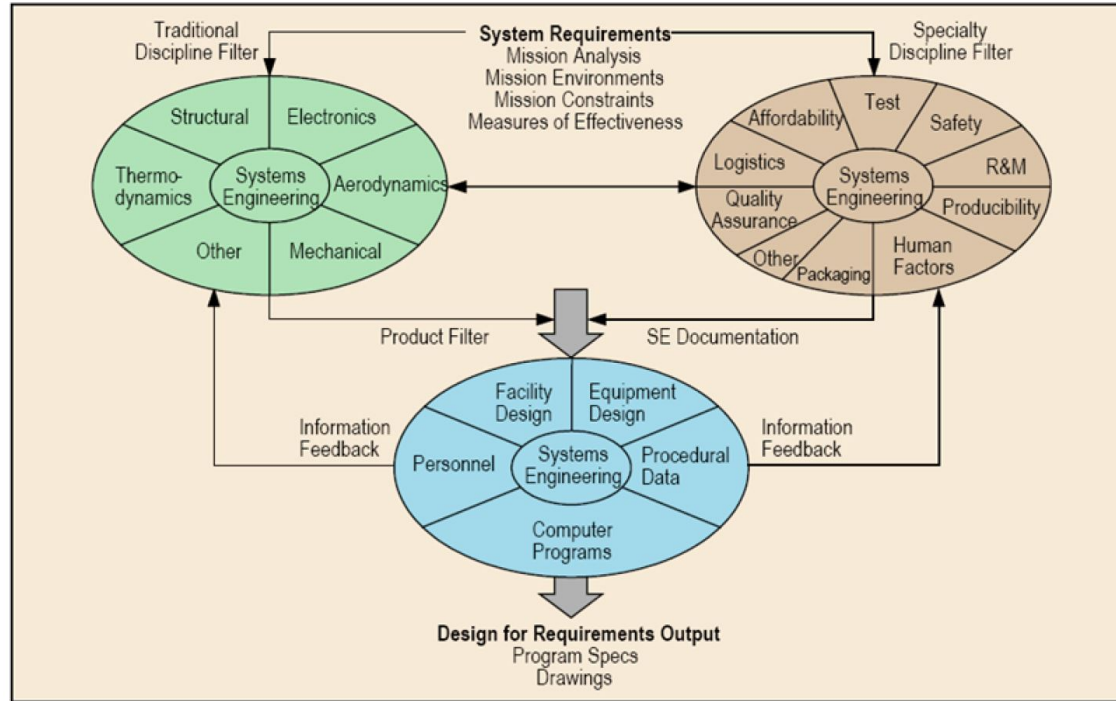 Traditional
Discipline Filter
System Requirements
Mission Analysis
Mission Environments
Mission Constraints
Measures of Effectiveness
Specialty
Discipline Filter
Structural
Electronics
Thermo-
dynamics
Systems
Engineering
Aerodynamics
Other
Mechanical
Affordability
Test
Safety
Logistics
Systems
Engineering
R&M
Quality
Assurance
Producibility
Other
Packaging
Human
Factors
Product Filter
SE Documentation
Information
Feedback
Facility
Design
Equipment
Design
Personnel
Systems
Engineering
Procedural
Data
Computer
Programs
Information
Feedback
Design for Requirements Output
Program Specs
Drawings